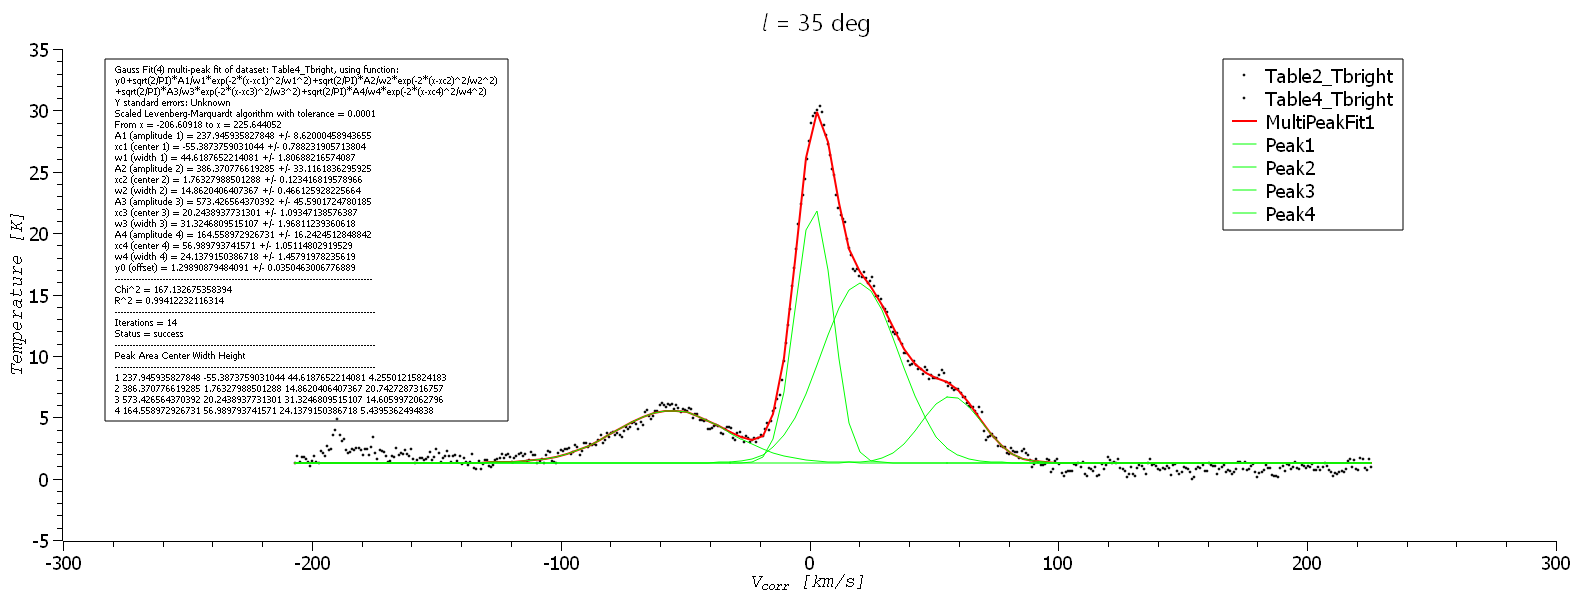 l = 35 deg
Gauss Fit(4) multi-peak fit of dataset: Table4_Tbright, using function:
y0+sqrt(2/PI)*A1/w1*exp(-2*(x-xc1)^2/w1^2)+sqrt(2/PI)*A2/w2*exp(-2*(x-xc2)^2/w2^2)
+sqrt(2/PI)*A3/w3*exp(-2*(x-xc3)^2/w3^2)+sqrt(2/PI)*A4/w4*exp(-2*(x-xc4)^2/w4^2)
Y standard errors: Unknown
Scaled Levenberg-Marquardt algorithm with tolerance = 0.0001
From x = -206.60918 to x = 225.644052
A1 (amplitude 1) = 237.945935827848 +/- 8.62000458943655
xc1 (center 1) = -55.3873759031044 +/- 0.788231905713804
w1 (width 1) = 44.6187652214081 +/- 1.80688216574087
A2 (amplitude 2) = 386.370776619285 +/- 33.1161836295925
xc2 (center 2) = 1.76327988501288 +/- 0.123416819578966
w2 (width 2) = 14.8620406407367 +/- 0.466125928225664
A3 (amplitude 3) = 573.426564370392 +/- 45.5901724780185
xc3 (center 3) = 20.2438937731301 +/- 1.09347138576387
w3 (width 3) = 31.3246809515107 +/- 1.96811239360618
A4 (amplitude 4) = 164.558972926731 +/- 16.2424512848842
xc4 (center 4) = 56.989793741571 +/- 1.05114802919529
w4 (width 4) = 24.1379150386718 +/- 1.45791978235619
y0 (offset) = 1.29890879484091 +/- 0.0350463006776889
Chi^2 = 167.132675358394
R^2 = 0.99412232116314
Iterations = 14
Status = success
Peak Area Center Width Height
1 237.945935827848 -55.3873759031044 44.6187652214081 4.25501215824183
2 386.370776619285 1.76327988501288 14.8620406407367 20.7427287316757
3 573.426564370392 20.2438937731301 31.3246809515107 14.6059972062796
4 164.558972926731 56.989793741571 24.1379150386718 5.4395362494838
Table2_Tbright
Table4_Tbright
MultiPeakFit1
Peak1
Peak2
Peak3
Peak4
Temperature [K]
35
30
25
20
15
10
5
0
-5
-300 -200 -100 0 100 200 300
Vcorr [km/s]